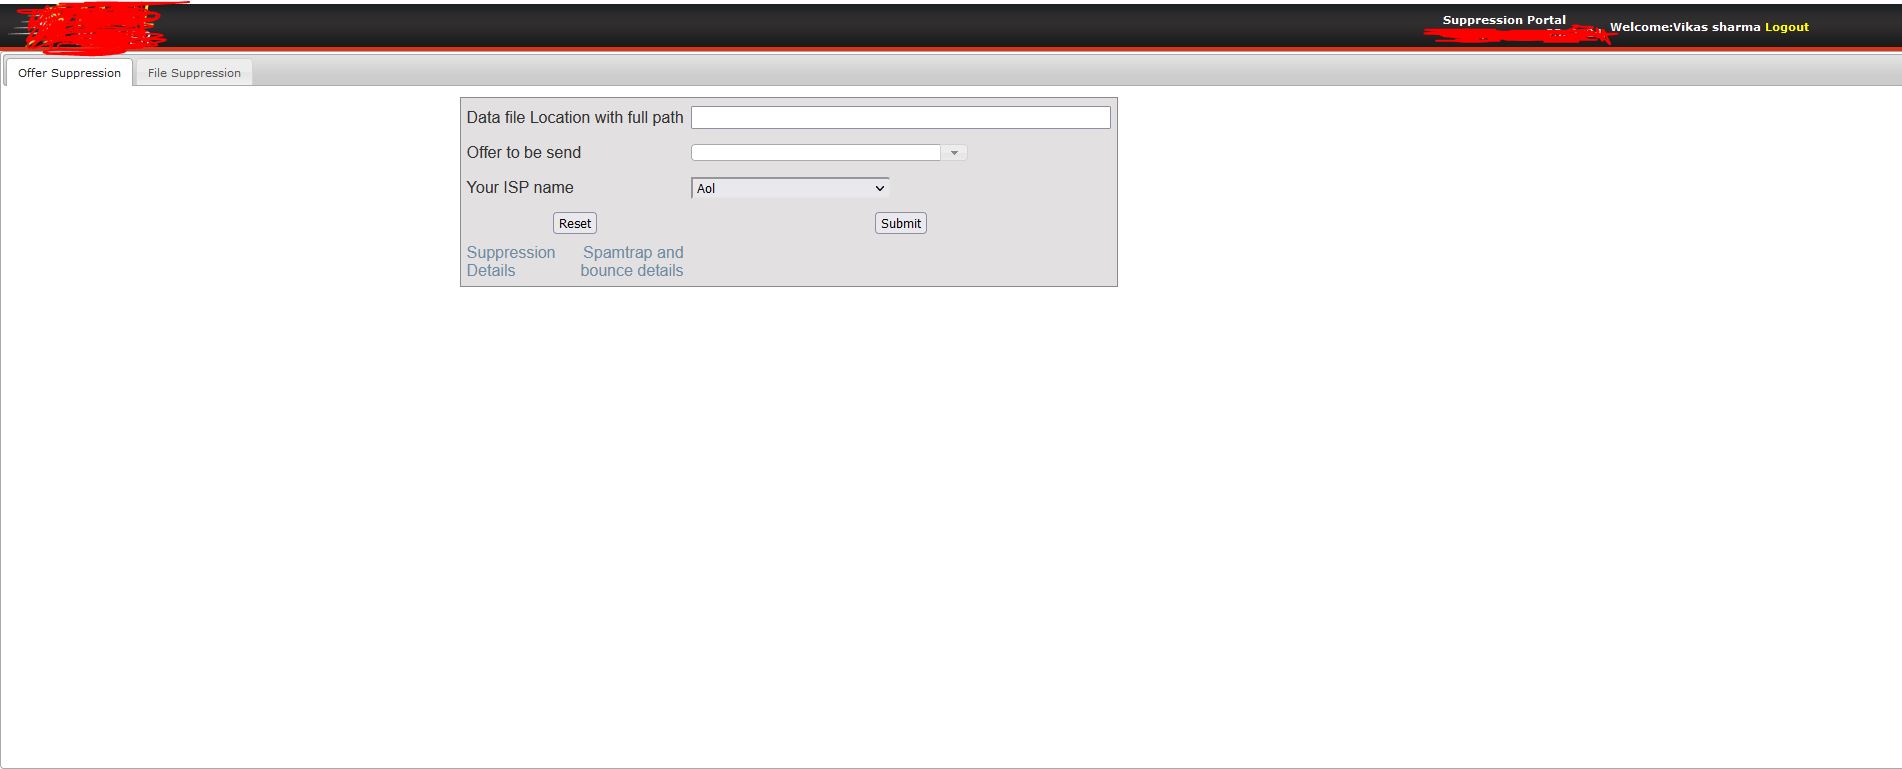 Suppression Portal
Welcome:Vikas sharma Logout
Offer Suppression
File Suppression
Data file Location with full path
Offer to be send
Your ISP name
Aol
Reset
Submit
Suppression
Details
Spamtrap and
bounce details